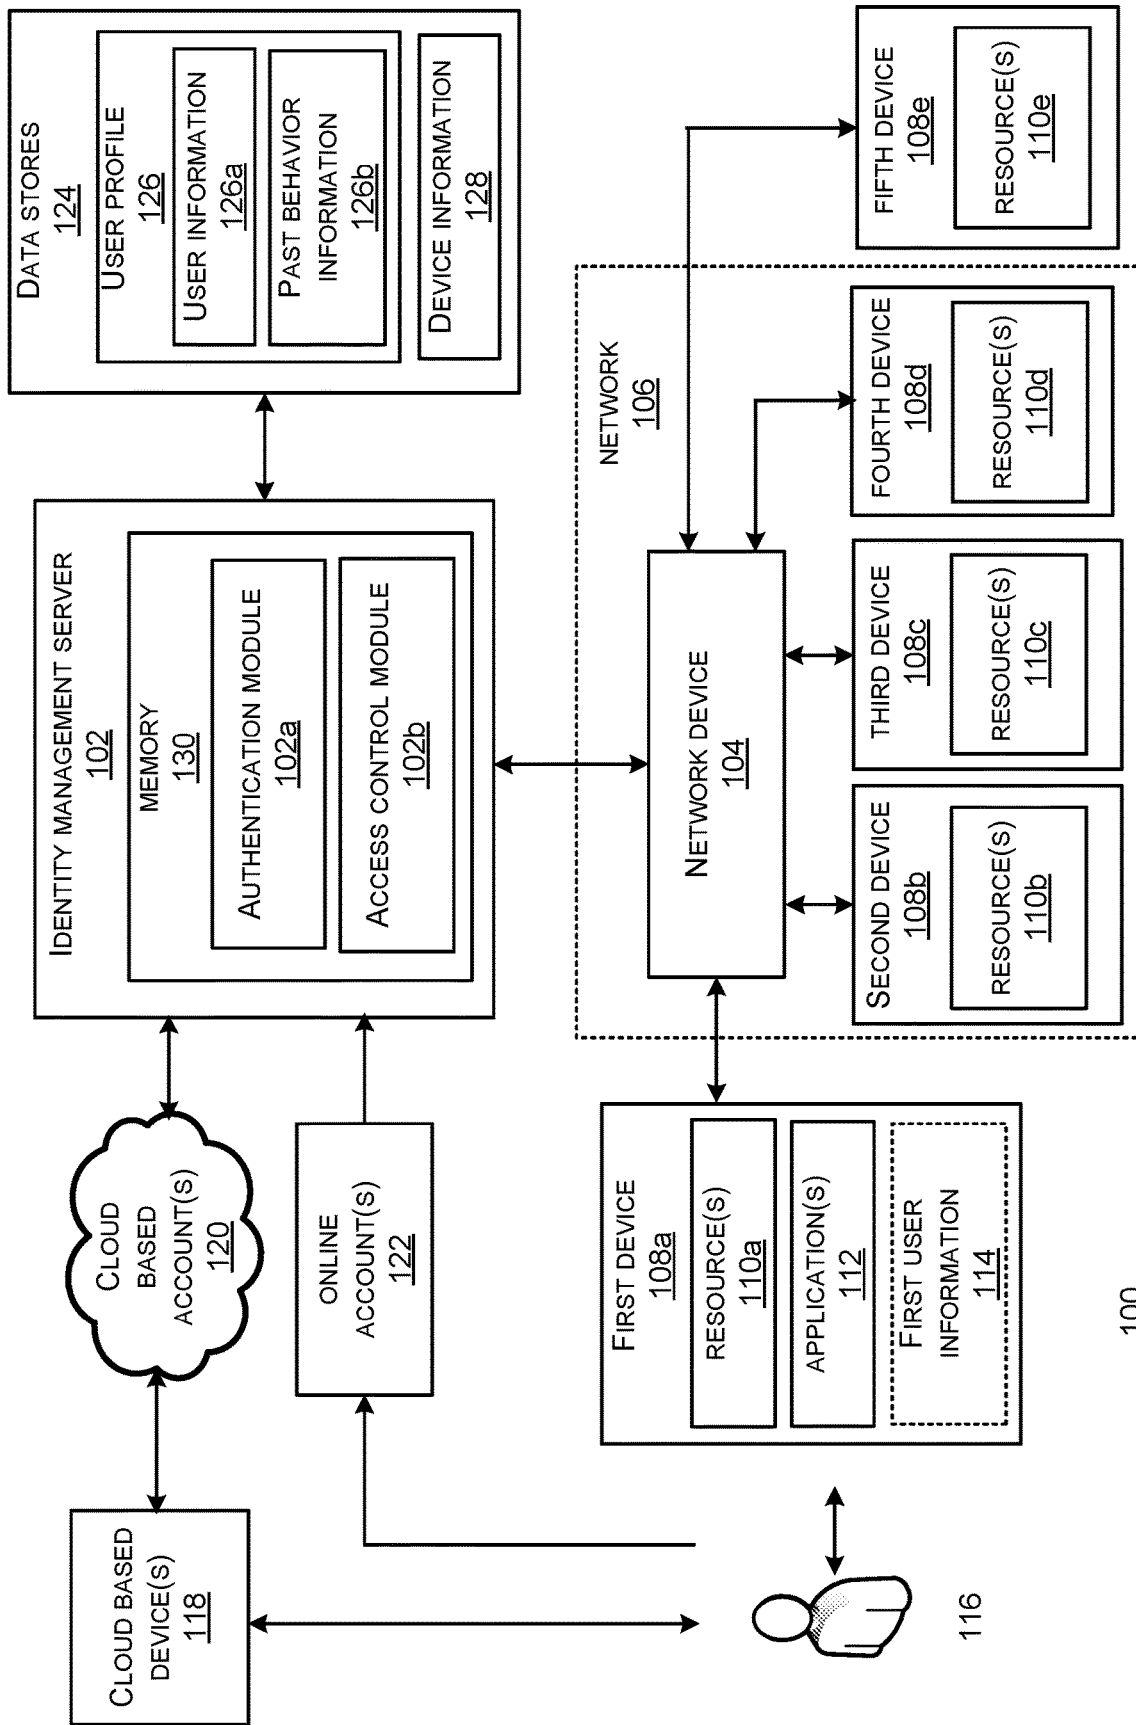 CLOUD BASED
DEVICE(S)
118
CLOUD
BASED
ACCOUNT(S)
120
ONLINE
ACCOUNT(S)
122
IDENTITY MANAGEMENT SERVER
102
MEMORY
130
AUTHENTICATION MODULE
102a
ACCESS CONTROL MODULE
102b
DATA STORES
124
USER PROFILE
126
USER INFORMATION
126a
PAST BEHAVIOR
INFORMATION
126b
DEVICE INFORMATION
128
116
FIRST DEVICE
108a
RESOURCE(S)
110a
APPLICATION(S)
112
FIRST USER
INFORMATION
114
NETWORK
106
NETWORK DEVICE
104
SECOND DEVICE
108b
RESOURCE(S)
110b
THIRD DEVICE
108c
RESOURCE(S)
110c
FOURTH DEVICE
108d
RESOURCE(S)
110d
FIFTH DEVICE
108e
RESOURCE(S)
110e
100